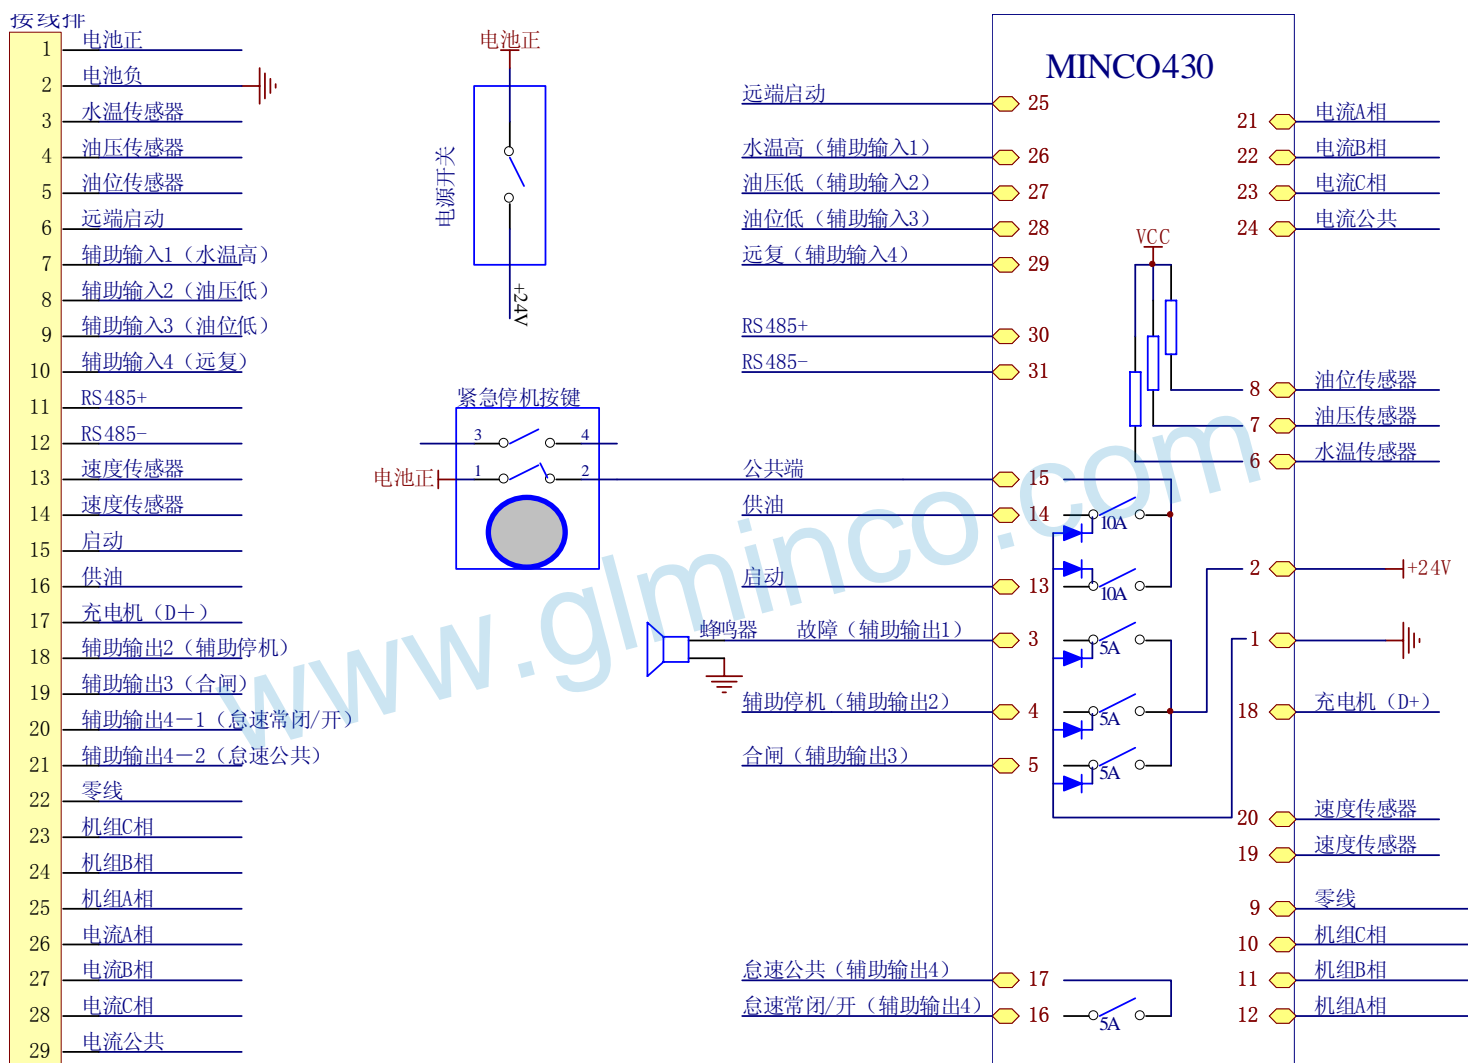 接线排
1 电池正
2 电池负
3 水温传感器
4 油压传感器
5 油位传感器
6 远端启动
7 辅助输入1（水温高）
8 辅助输入2（油压低）
9 辅助输入3（油位低）
10 辅助输入4（远复）
11 RS485+
12 RS485-
13 速度传感器
14 速度传感器
15 启动
16 供油
17 充电机（D＋）
18 辅助输出2（辅助停机）
19 辅助输出3（合闸）
20 辅助输出4－1（怠速常闭/开）
21 辅助输出4－2（怠速公共）
22 零线
23 机组C相
24 机组B相
25 机组A相
26 电流A相
27 电流B相
28 电流C相
29 电流公共
电池正
电源开关
+24V
紧急停机按键
3 4
电池正 1 2
蜂鸣器
MINCO430
远端启动 25
水温高（辅助输入1） 26
油压低（辅助输入2） 27
油位低（辅助输入3） 28
远复（辅助输入4） 29
RS485+ 30
RS485- 31
公共端 15
供油 14
10A
启动 13
10A
故障（辅助输出1） 3
5A
辅助停机（辅助输出2） 4
5A
合闸（辅助输出3） 5
5A
怠速公共（辅助输出4） 17
怠速常闭/开（辅助输出4） 16
5A
VCC
21 电流A相
22 电流B相
23 电流C相
24 电流公共
8 油位传感器
7 油压传感器
6 水温传感器
2 +24V
1
18 充电机（D+）
20 速度传感器
19 速度传感器
9 零线
10 机组C相
11 机组B相
12 机组A相
www.glminco.com